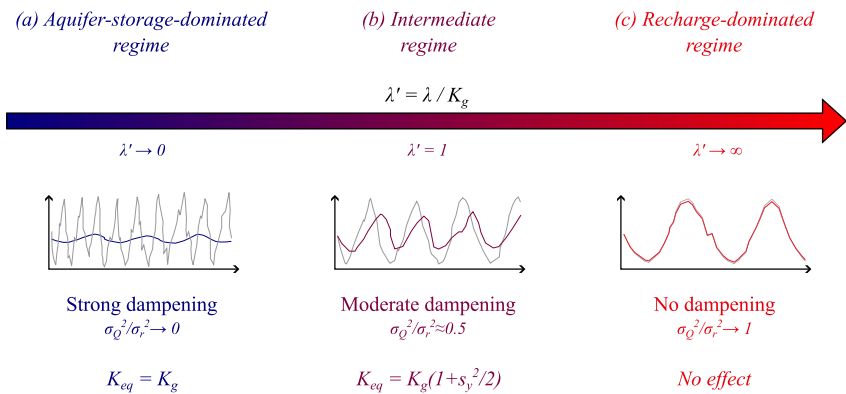 (a) Aquifer-storage-dominated
regime
(b) Intermediate
regime
(c) Recharge-dominated
regime
λ' = λ / K_g
λ' → 0
λ' = 1
λ' → ∞
Strong dampening
σ_Q²/σ_r² → 0
Moderate dampening
σ_Q²/σ_r²≈0.5
No dampening
σ_Q²/σ_r² → 1
K_eq = K_g
K_eq = K_g(1+s_y²/2)
No effect